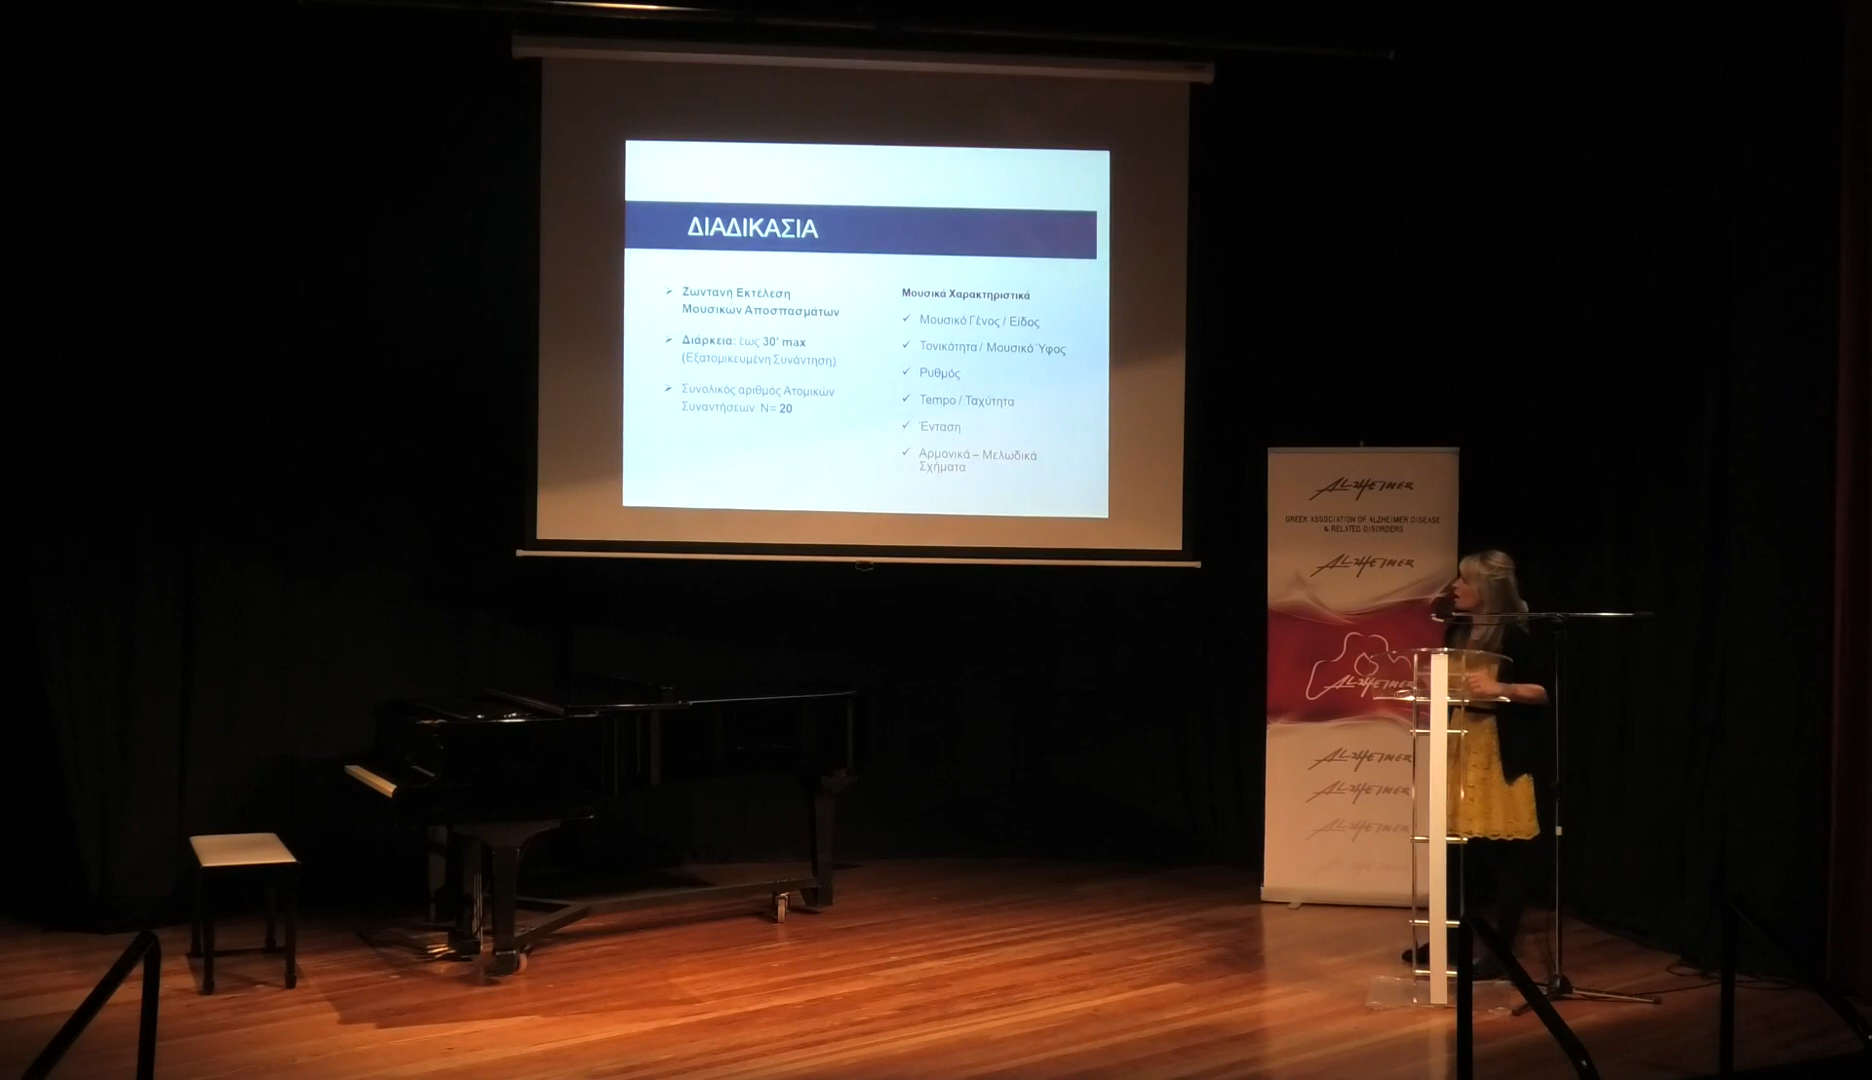 ΔΙΑΔΙΚΑΣΙΑ
Ζωντανή Εκτέλεση
Μουσικων Αποσπασμάτων
Διάρκεια: έως 30' max
(Εξατομικευμένη Συνάντηση)
Συνολικός αριθμός Ατομικών
Συναντήσεων Ν= 20
Μουσικά Χαρακτηριστικά
Μουσικό Γένος / Είδος
Τονικότητα / Μουσικό Ύφος
Ρυθμός
Tempo / Ταχύτητα
Ένταση
Αρμονικά – Μελωδικά
Σχήματα
ALZHEIMER
GREEK ASSOCIATION OF ALZHEIMER DISEASE
& RELATED DISORDERS
ALZHEIMER
ALZHEIMER
ALZHEIMER
ALZHEIMER
ALZHEIMER
ALZHEIMER